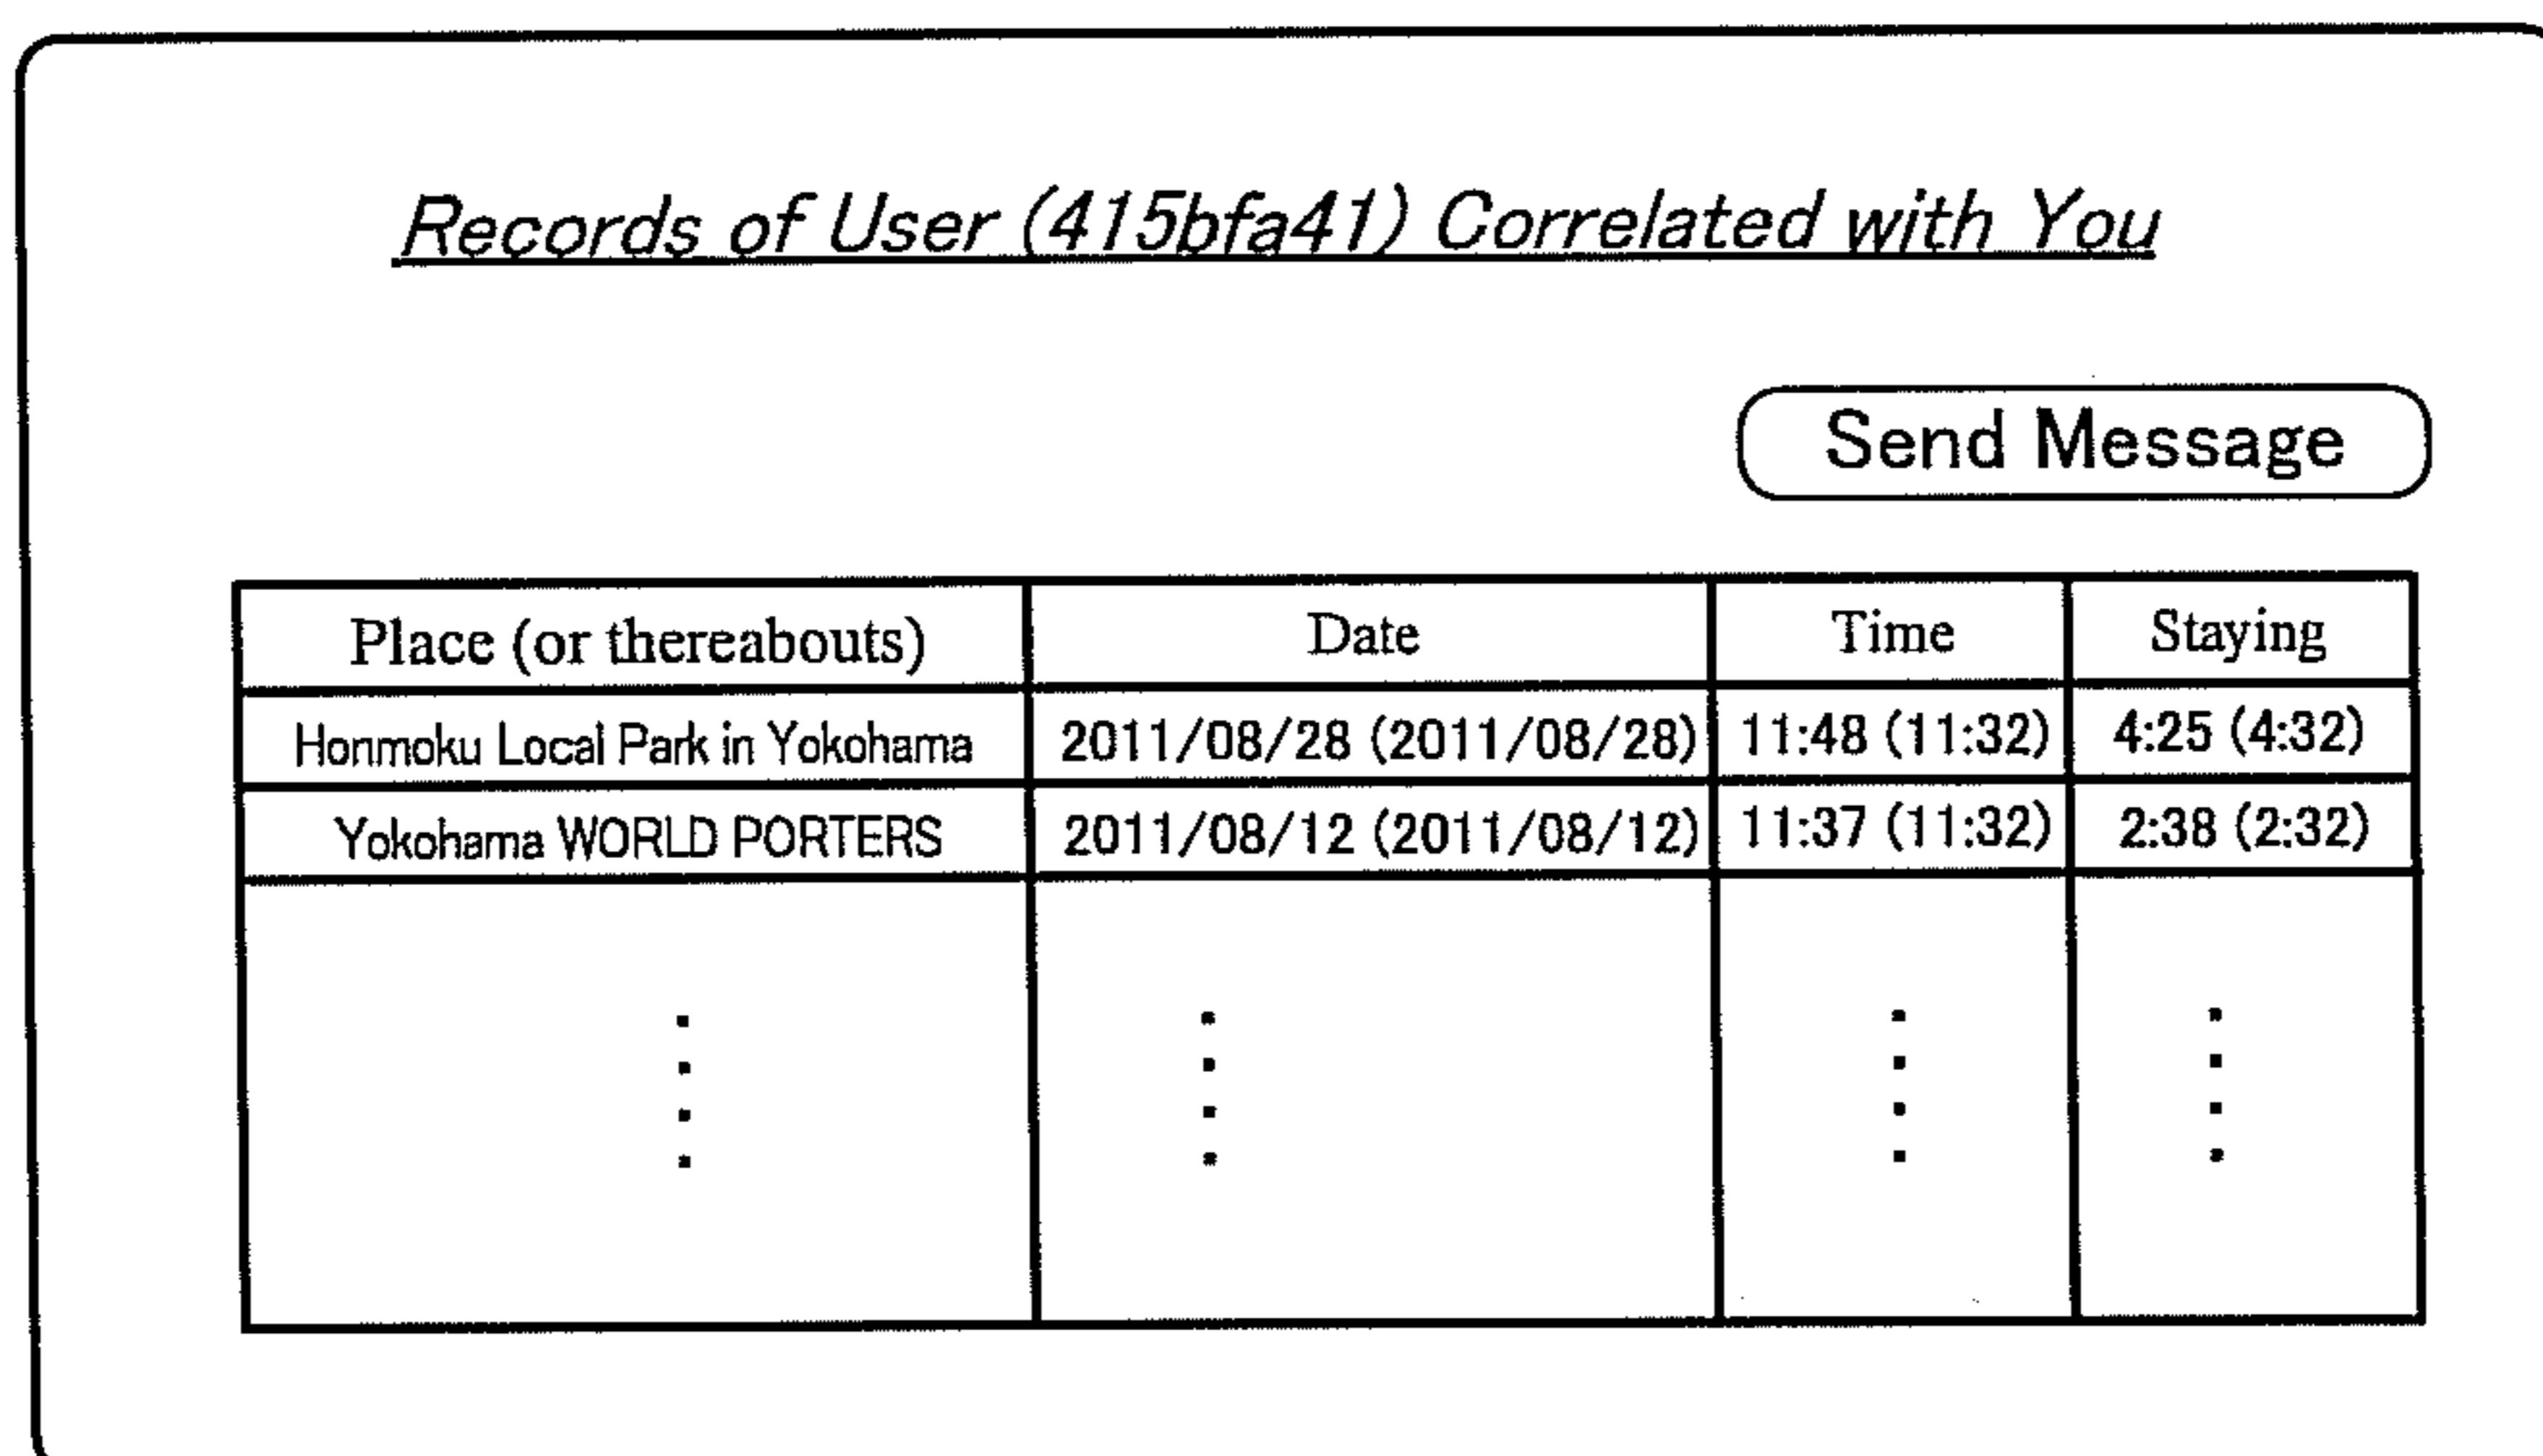 Records of User (415bfa41) Correlated with You
Send Message
Place (or thereabouts) Date Time Staying
Honmoku Local Park in Yokohama 2011/08/28 (2011/08/28) 11:48 (11:32) 4:25 (4:32)
Yokohama WORLD PORTERS 2011/08/12 (2011/08/12) 11:37 (11:32) 2:38 (2:32)